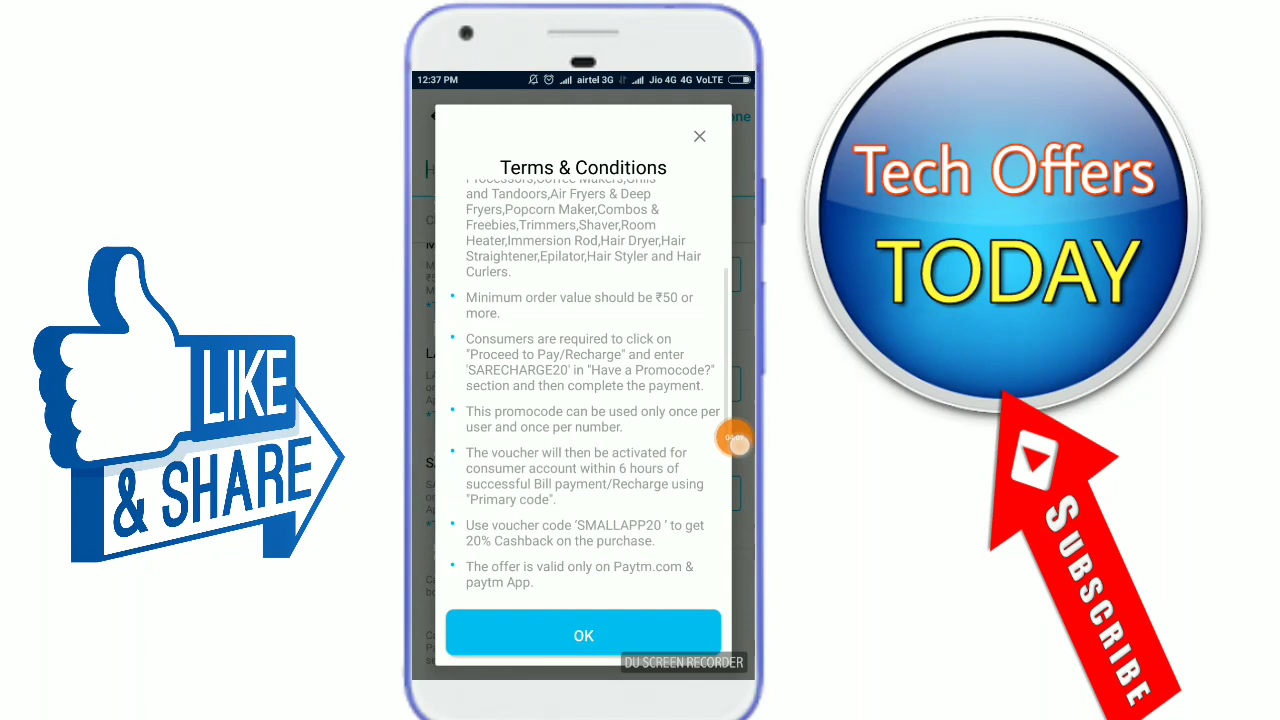 12:37 PM airtel 3G Jio 4G 4G VoLTE
one
Terms & Conditions
Processors,Coffee Makers,Grills
and Tandoors,Air Fryers & Deep
Fryers,Popcorn Maker,Combos &
Freebies,Trimmers,Shaver,Room
Heater,Immersion Rod,Hair Dryer,Hair
Straightener,Epilator,Hair Styler and Hair
Curlers.
Minimum order value should be ₹50 or
more.
Consumers are required to click on
"Proceed to Pay/Recharge" and enter
'SARECHARGE20' in "Have a Promocode?"
section and then complete the payment.
This promocode can be used only once per
user and once per number.
The voucher will then be activated for
consumer account within 6 hours of
successful Bill payment/Recharge using
"Primary code".
Use voucher code 'SMALLAPP20 ' to get
20% Cashback on the purchase.
The offer is valid only on Paytm.com &
paytm App.
OK
DU SCREEN RECORDER
LIKE
& SHARE
Tech Offers
TODAY
SUBSCRIBE